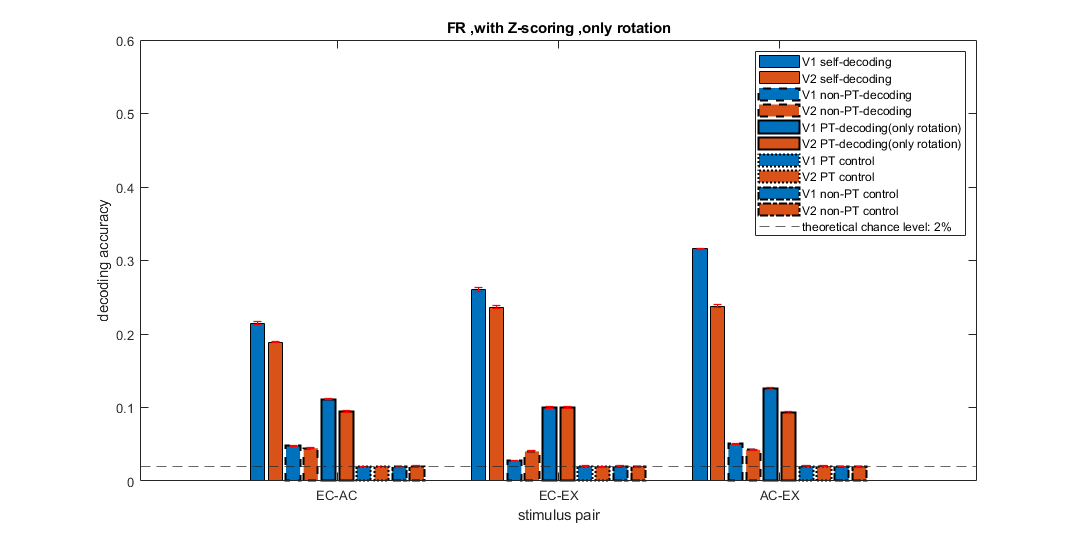 FR ,with Z-scoring ,only rotation
0.6
0.5
0.4
0.3
0.2
0.1
0
decoding accuracy
V1 self-decoding
V2 self-decoding
V1 non-PT-decoding
V2 non-PT-decoding
V1 PT-decoding(only rotation)
V2 PT-decoding(only rotation)
V1 PT control
V2 PT control
V1 non-PT control
V2 non-PT control
theoretical chance level: 2%
EC-AC
EC-EX
AC-EX
stimulus pair